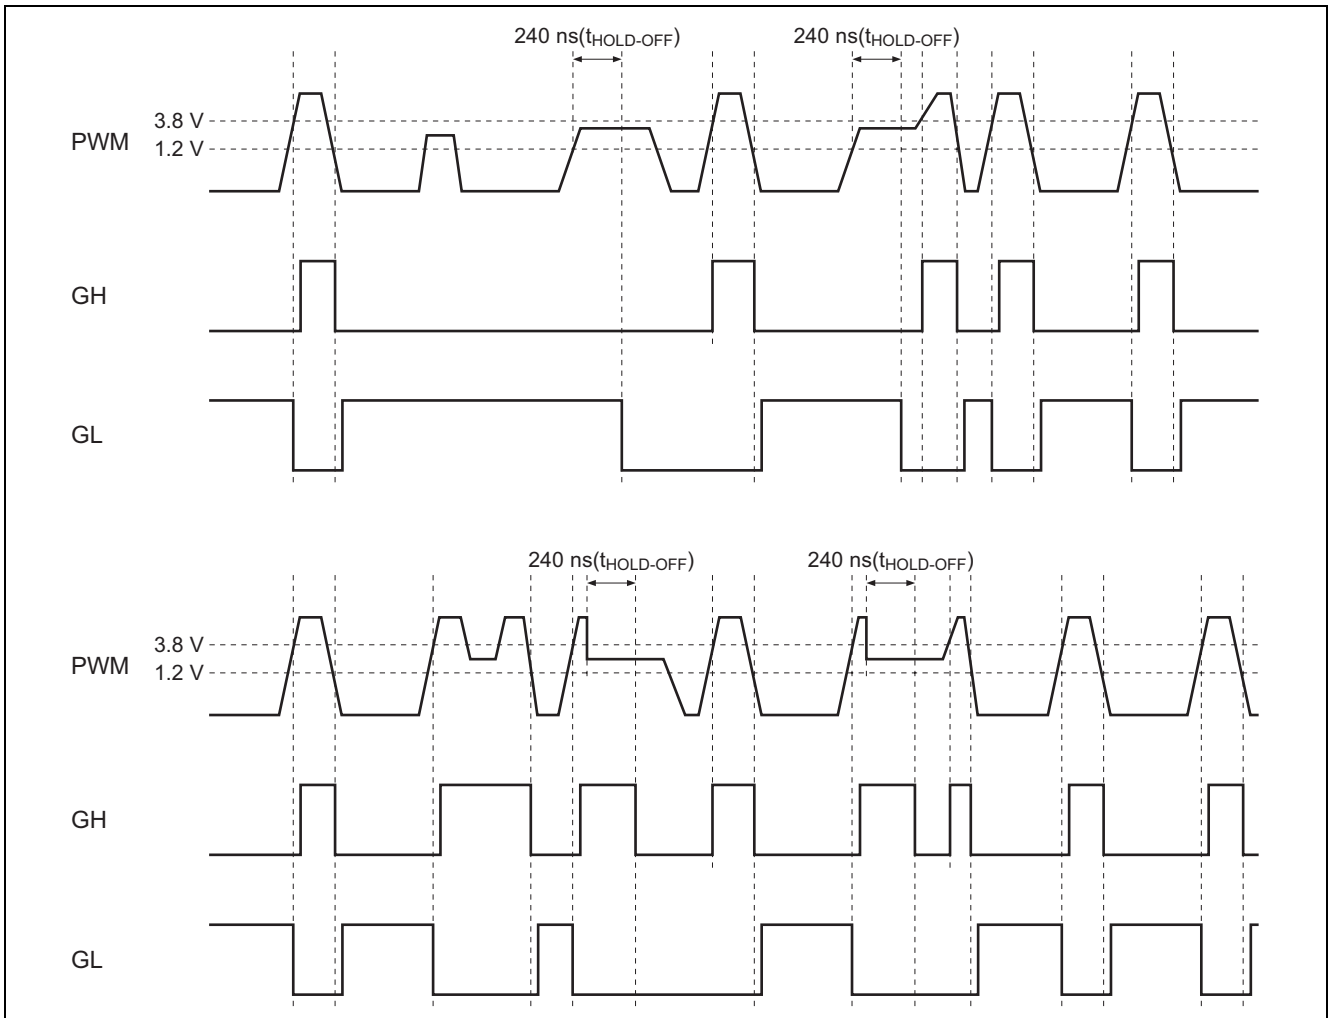 240 ns(tHOLD-OFF) 240 ns(tHOLD-OFF)
3.8 V
PWM
1.2 V
GH
GL
240 ns(tHOLD-OFF) 240 ns(tHOLD-OFF)
3.8 V
PWM
1.2 V
GH
GL